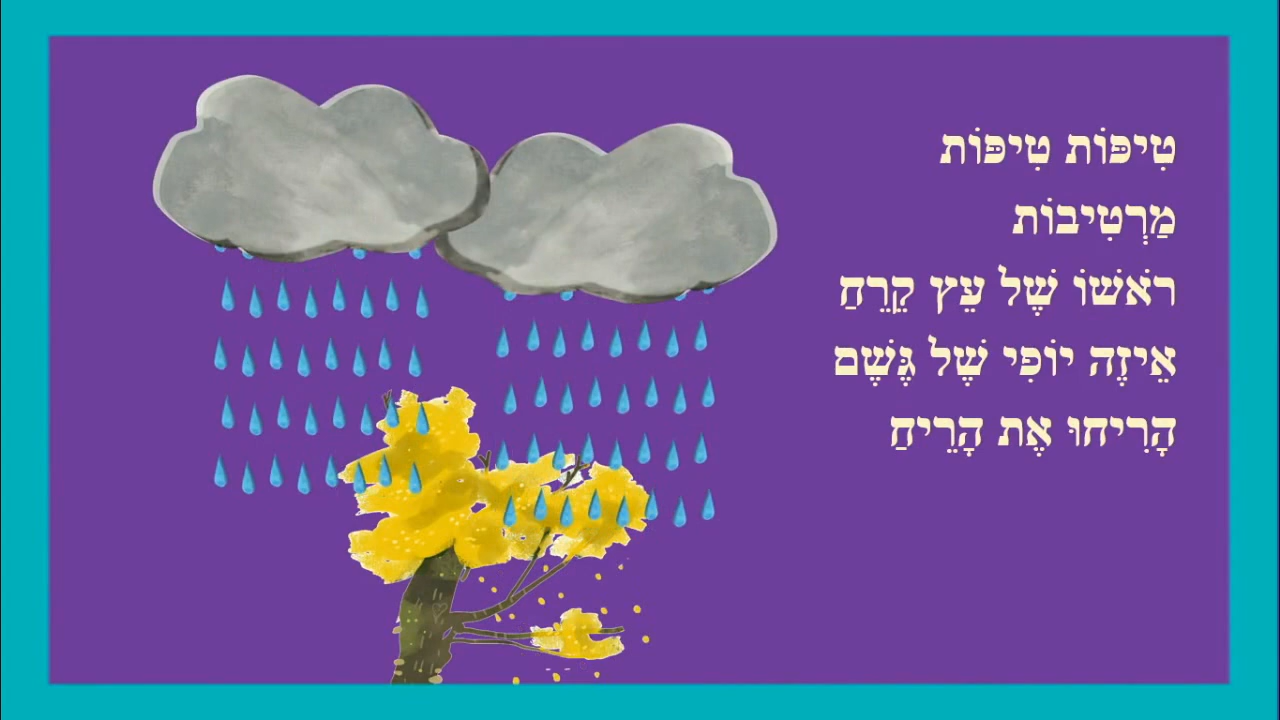 טִיפּוֹת טִיפּוֹת
מַרְטִיבוֹת
רֹאשׁוֹ שֶׁל עֵץ קֵרֵחַ
אֵיזֶה יוֹפִי שֶׁל גֶּשֶׁם
הָרִיחוּ אֶת הָרֵיחַ